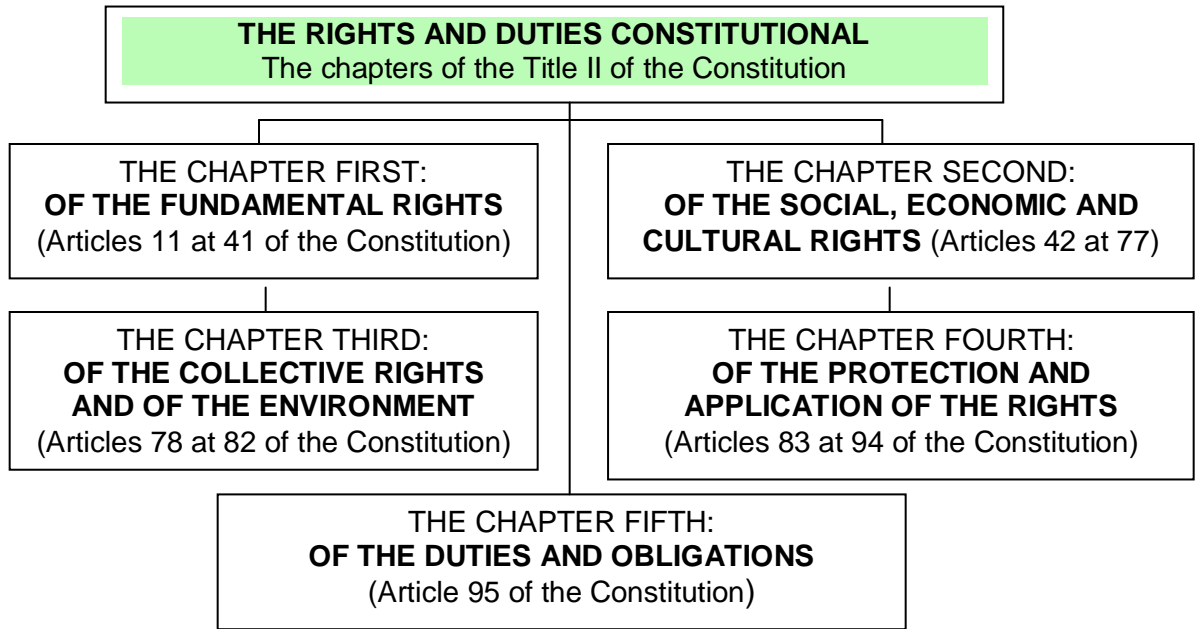 THE RIGHTS AND DUTIES CONSTITUTIONAL
The chapters of the Title II of the Constitution
THE CHAPTER FIRST:
OF THE FUNDAMENTAL RIGHTS
(Articles 11 at 41 of the Constitution)
THE CHAPTER SECOND:
OF THE SOCIAL, ECONOMIC AND
CULTURAL RIGHTS (Articles 42 at 77)
THE CHAPTER THIRD:
OF THE COLLECTIVE RIGHTS
AND OF THE ENVIRONMENT
(Articles 78 at 82 of the Constitution)
THE CHAPTER FOURTH:
OF THE PROTECTION AND
APPLICATION OF THE RIGHTS
(Articles 83 at 94 of the Constitution)
THE CHAPTER FIFTH:
OF THE DUTIES AND OBLIGATIONS
(Article 95 of the Constitution)